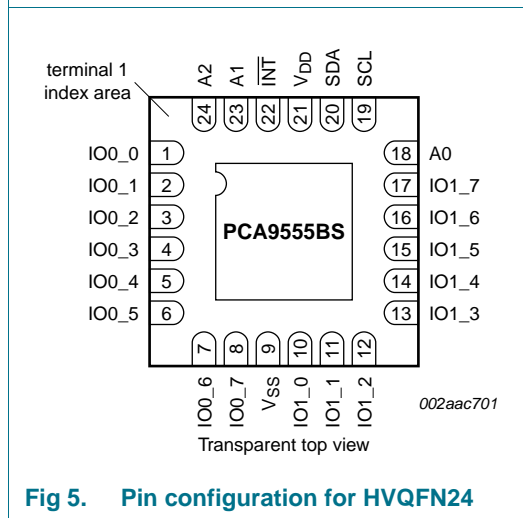 terminal 1
index area
A2
A1
INT
VDD
SDA
SCL
24
23
22
21
20
19
IO0_0 1
IO0_1 2
IO0_2 3
IO0_3 4
IO0_4 5
IO0_5 6
PCA9555BS
18 A0
17 IO1_7
16 IO1_6
15 IO1_5
14 IO1_4
13 IO1_3
7
8
9
10
11
12
IO0_6
IO0_7
VSS
IO1_0
IO1_1
IO1_2
002aac701
Transparent top view
Fig 5. Pin configuration for HVQFN24